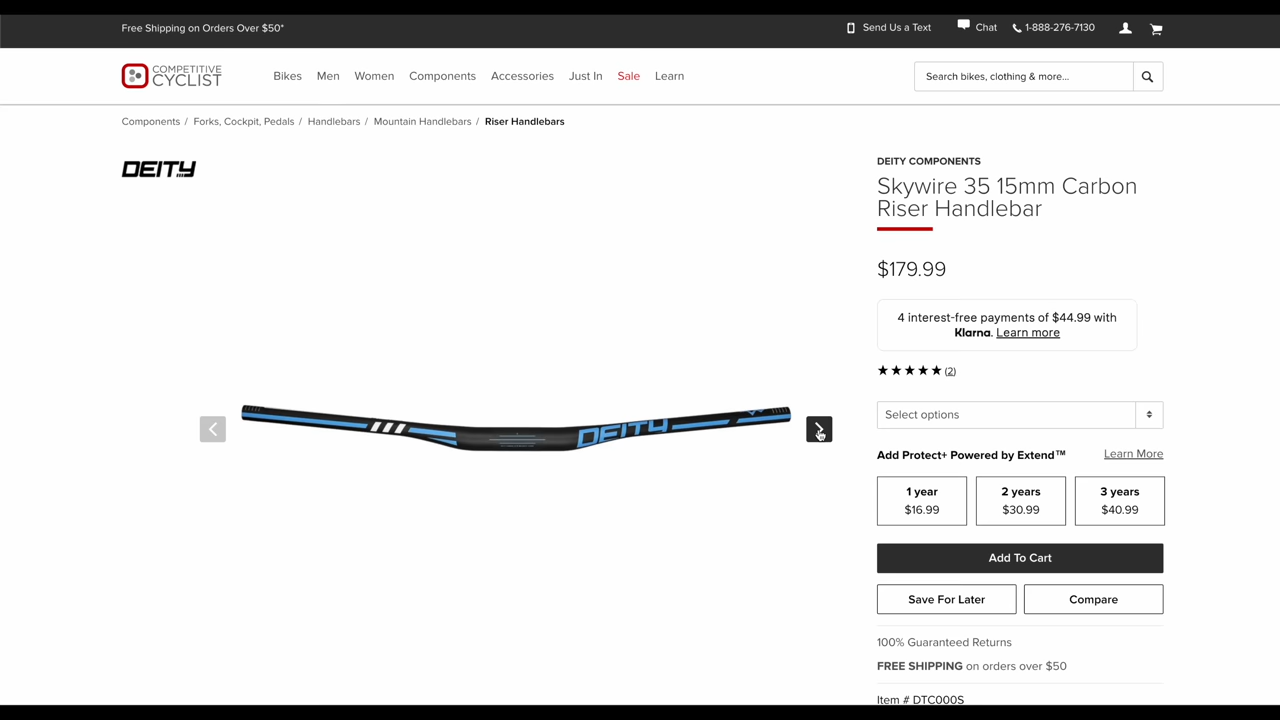 Free Shipping on Orders Over $50*
Send Us a Text
Chat
1-888-276-7130
COMPETITIVE
CYCLIST
Bikes
Men
Women
Components
Accessories
Just In
Sale
Learn
Search bikes, clothing & more...
Components / Forks, Cockpit, Pedals / Handlebars / Mountain Handlebars / Riser Handlebars
DEITY
DEITY COMPONENTS
Skywire 35 15mm Carbon
Riser Handlebar
$179.99
4 interest-free payments of $44.99 with
Klarna. Learn more
★★★★★ (2)
DEITY
Select options
Add Protect+ Powered by Extend™
Learn More
1 year
$16.99
2 years
$30.99
3 years
$40.99
Add To Cart
Save For Later
Compare
100% Guaranteed Returns
FREE SHIPPING on orders over $50
Item # DTC000S